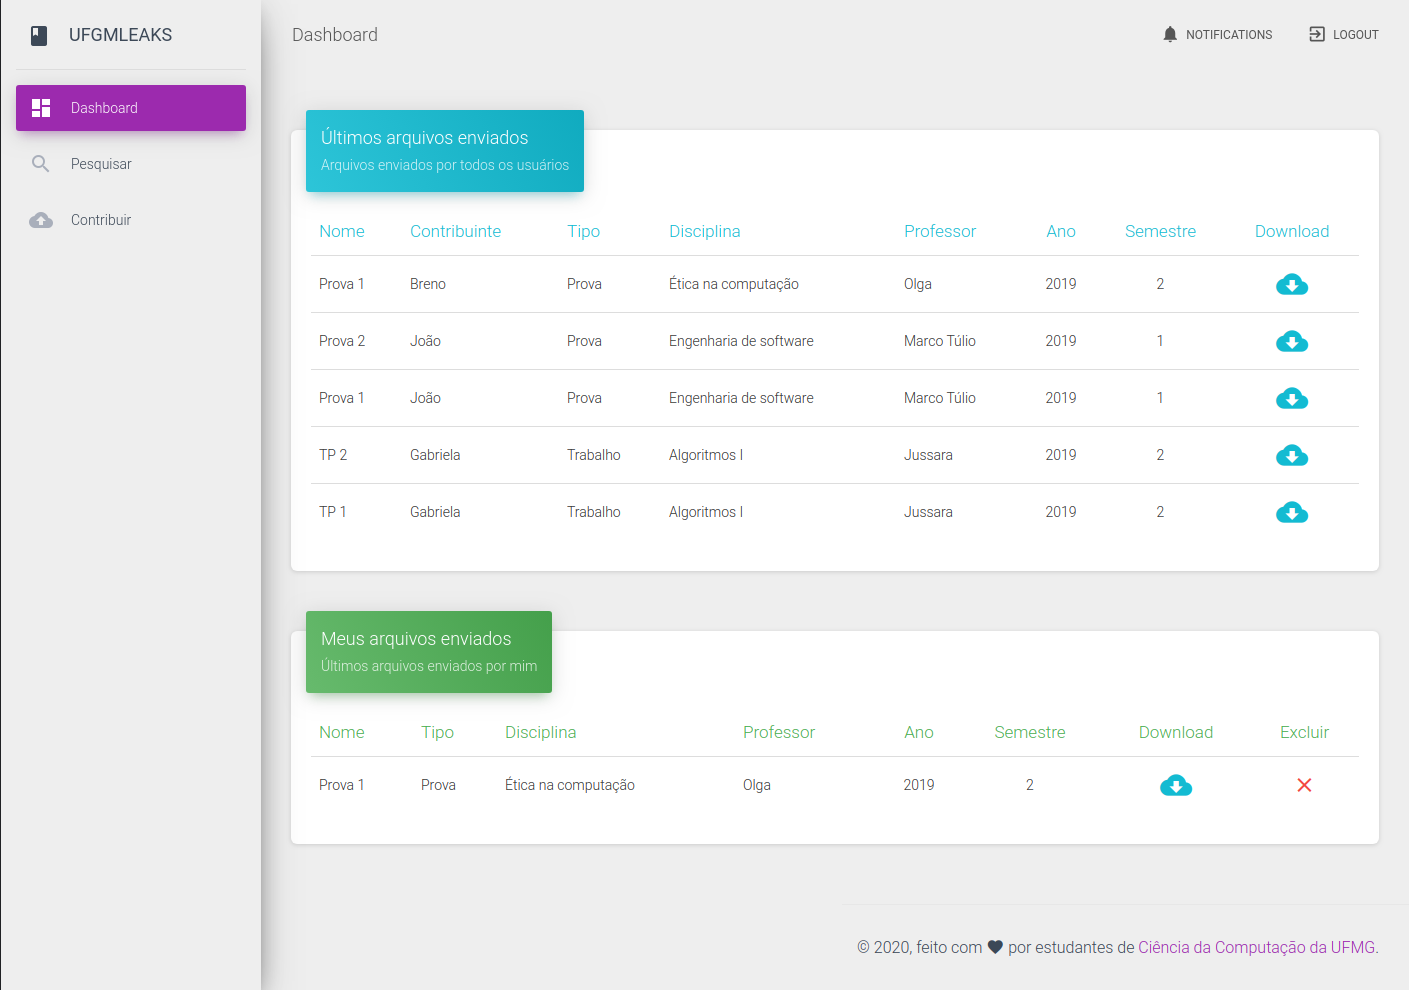 UFGMLEAKS
Dashboard
Pesquisar
Contribuir
Dashboard
NOTIFICATIONS
LOGOUT
Últimos arquivos enviados
Arquivos enviados por todos os usuários
Nome Contribuinte Tipo Disciplina Professor Ano Semestre Download
Prova 1 Breno Prova Ética na computação Olga 2019 2
Prova 2 João Prova Engenharia de software Marco Túlio 2019 1
Prova 1 João Prova Engenharia de software Marco Túlio 2019 1
TP 2 Gabriela Trabalho Algoritmos I Jussara 2019 2
TP 1 Gabriela Trabalho Algoritmos I Jussara 2019 2
Meus arquivos enviados
Últimos arquivos enviados por mim
Nome Tipo Disciplina Professor Ano Semestre Download Excluir
Prova 1 Prova Ética na computação Olga 2019 2
© 2020, feito com ♥ por estudantes de Ciência da Computação da UFMG.